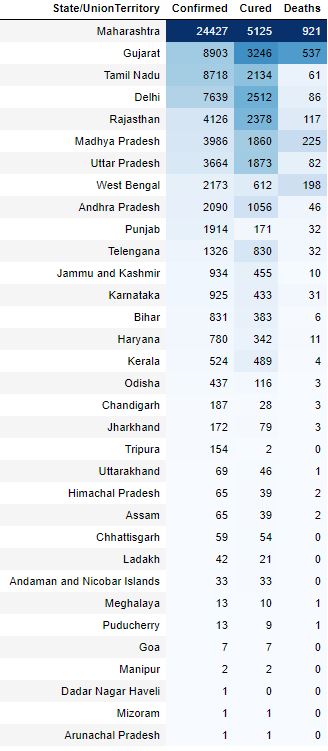 State/UnionTerritory Confirmed Cured Deaths
Maharashtra 24427 5125 921
Gujarat 8903 3246 537
Tamil Nadu 8718 2134 61
Delhi 7639 2512 86
Rajasthan 4126 2378 117
Madhya Pradesh 3986 1860 225
Uttar Pradesh 3664 1873 82
West Bengal 2173 612 198
Andhra Pradesh 2090 1056 46
Punjab 1914 171 32
Telengana 1326 830 32
Jammu and Kashmir 934 455 10
Karnataka 925 433 31
Bihar 831 383 6
Haryana 780 342 11
Kerala 524 489 4
Odisha 437 116 3
Chandigarh 187 28 3
Jharkhand 172 79 3
Tripura 154 2 0
Uttarakhand 69 46 1
Himachal Pradesh 65 39 2
Assam 65 39 2
Chhattisgarh 59 54 0
Ladakh 42 21 0
Andaman and Nicobar Islands 33 33 0
Meghalaya 13 10 1
Puducherry 13 9 1
Goa 7 7 0
Manipur 2 2 0
Dadar Nagar Haveli 1 0 0
Mizoram 1 1 0
Arunachal Pradesh 1 1 0